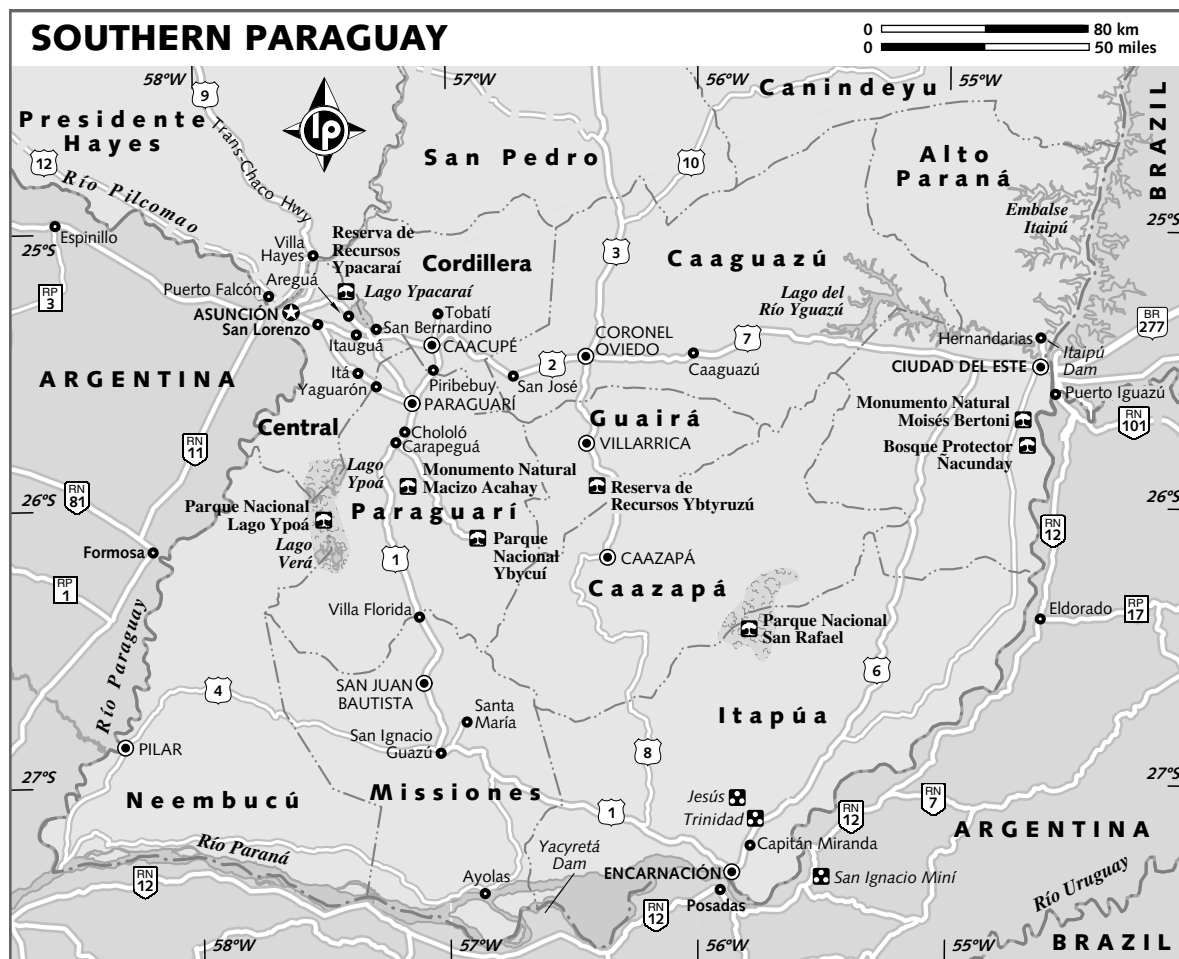 SOUTHERN PARAGUAY
0 80 km
0 50 miles
58°W
57°W
56°W
55°W
9
Canindeyu
BRAZIL
Presidente
Hayes
lp
Trans-Chaco Hwy
San Pedro
10
Alto
Paraná
12
Río Pilcomao
Embalse
Itaipú
25°S
25°S
Espinillo
Villa
Hayes
Reserva de
Recursos
Ypacaraí
Cordillera
3
Caaguazú
RP
3
Puerto Falcón
Areguá
Lago Ypacaraí
Lago del
Río Yguazú
ASUNCIÓN
San Lorenzo
Tobatí
San Bernardino
Itauguá
CAACUPÉ
CORONEL
OVIEDO
7
Hernandarias
BR
277
Itaipú
Dam
2
ARGENTINA
Itá
Yaguarón
Piribebuy
San José
Caaguazú
CIUDAD DEL ESTE
Puerto Iguazú
PARAGUARÍ
Monumento Natural
Moisés Bertoni
RN
101
Central
Chololó
Carapeguá
Guairá
VILLARRICA
Bosque Protector
Ñacunday
RN
11
Lago
Ypoá
Monumento Natural
Macizo Acahay
Reserva de
Recursos Ybtyruzú
RN
81
26°S
26°S
Parque Nacional
Lago Ypoá
Paraguarí
Lago
Verá
Parque
Nacional
Ybycuí
RN
12
Formosa
1
CAAZAPÁ
Caazapá
RP
1
Villa Florida
Parque Nacional
San Rafael
Eldorado
RP
17
Río Paraguay
6
4
SAN JUAN
BAUTISTA
Santa
María
Itapúa
PILAR
San Ignacio
Guazú
8
27°S
27°S
Neembucú
Missiones
1
Jesús
Trinidad
RN
12
RN
7
ARGENTINA
Río Paraná
Yacyretá
Dam
Capitán Miranda
RN
12
Ayolas
ENCARNACIÓN
San Ignacio Miní
Río Uruguay
RN
12
Posadas
58°W
57°W
56°W
55°W
BRAZIL